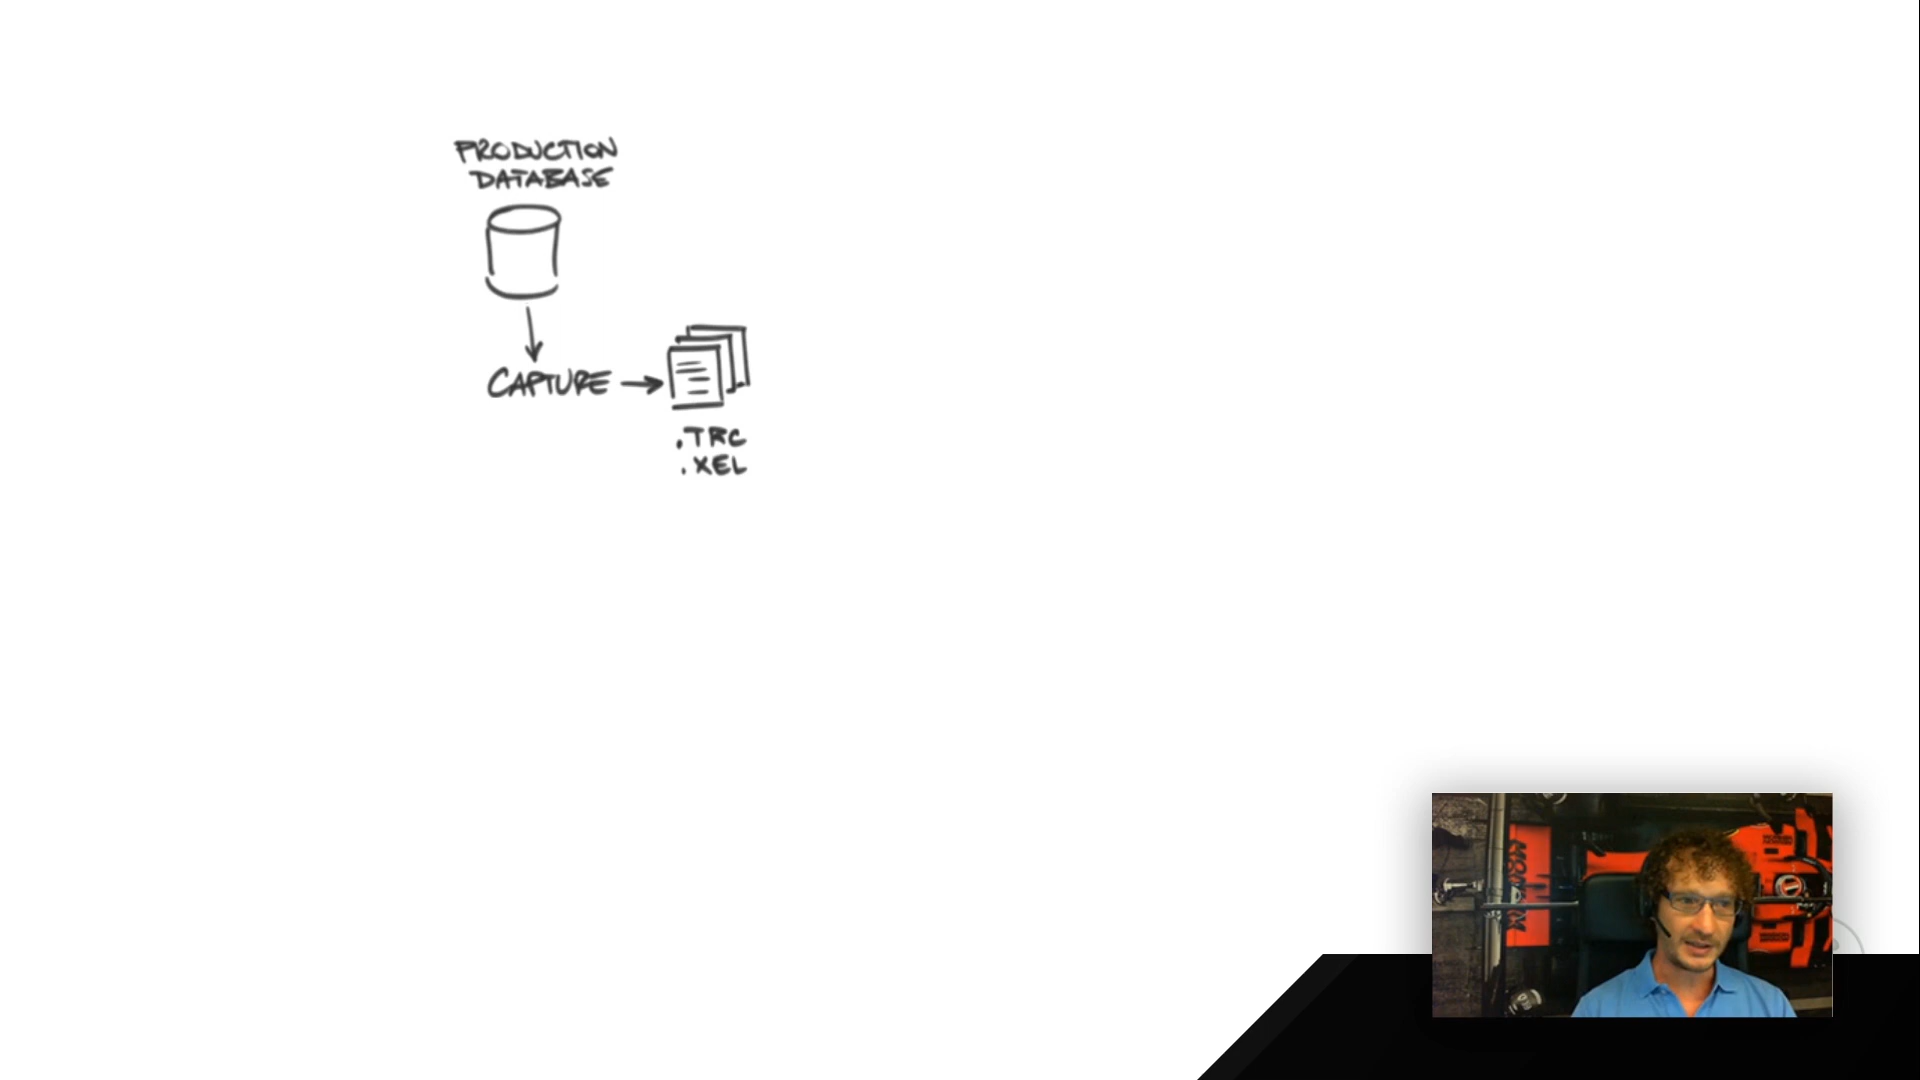 PRODUCTION
DATABASE
CAPTURE
.TRC
.XEL